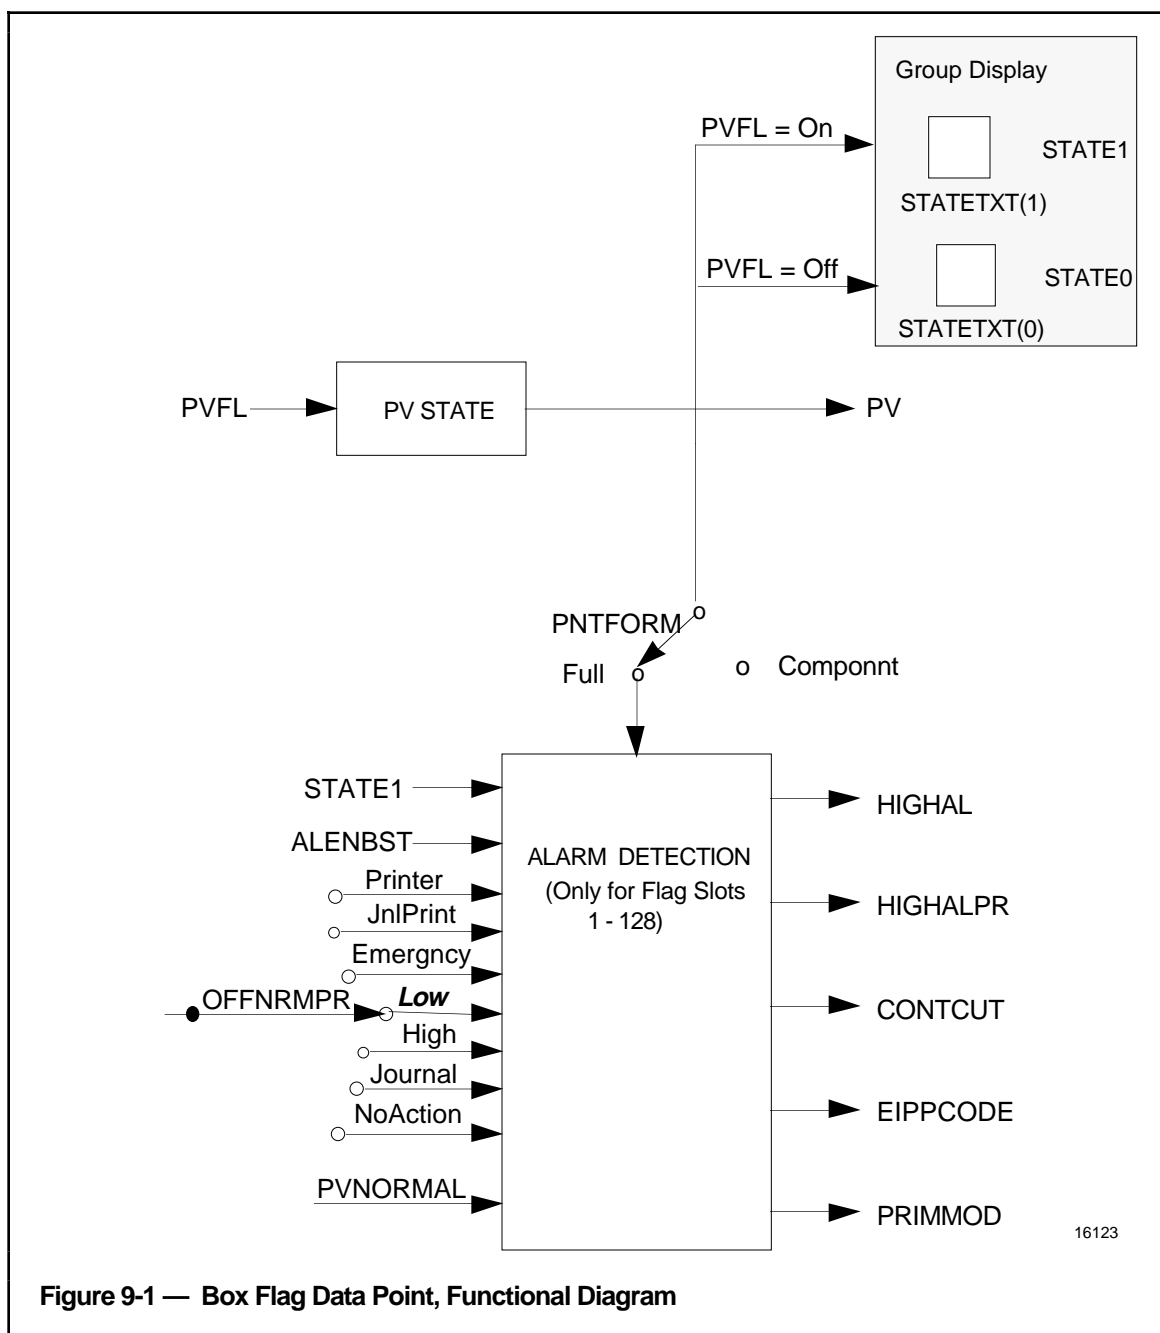 Group Display
PVFL = On
STATE1
STATETXT(1)
PVFL = Off
STATE0
STATETXT(0)
PVFL
PV STATE
PV
PNTFORM
o
Full
o
o Componnt
STATE1
ALENBST
Printer
JnlPrint
Emergncy
OFFNRMPR
Low
High
Journal
NoAction
PVNORMAL
ALARM DETECTION
(Only for Flag Slots
1 - 128)
HIGHAL
HIGHALPR
CONTCUT
EIPPCODE
PRIMMOD
16123
Figure 9-1 — Box Flag Data Point, Functional Diagram